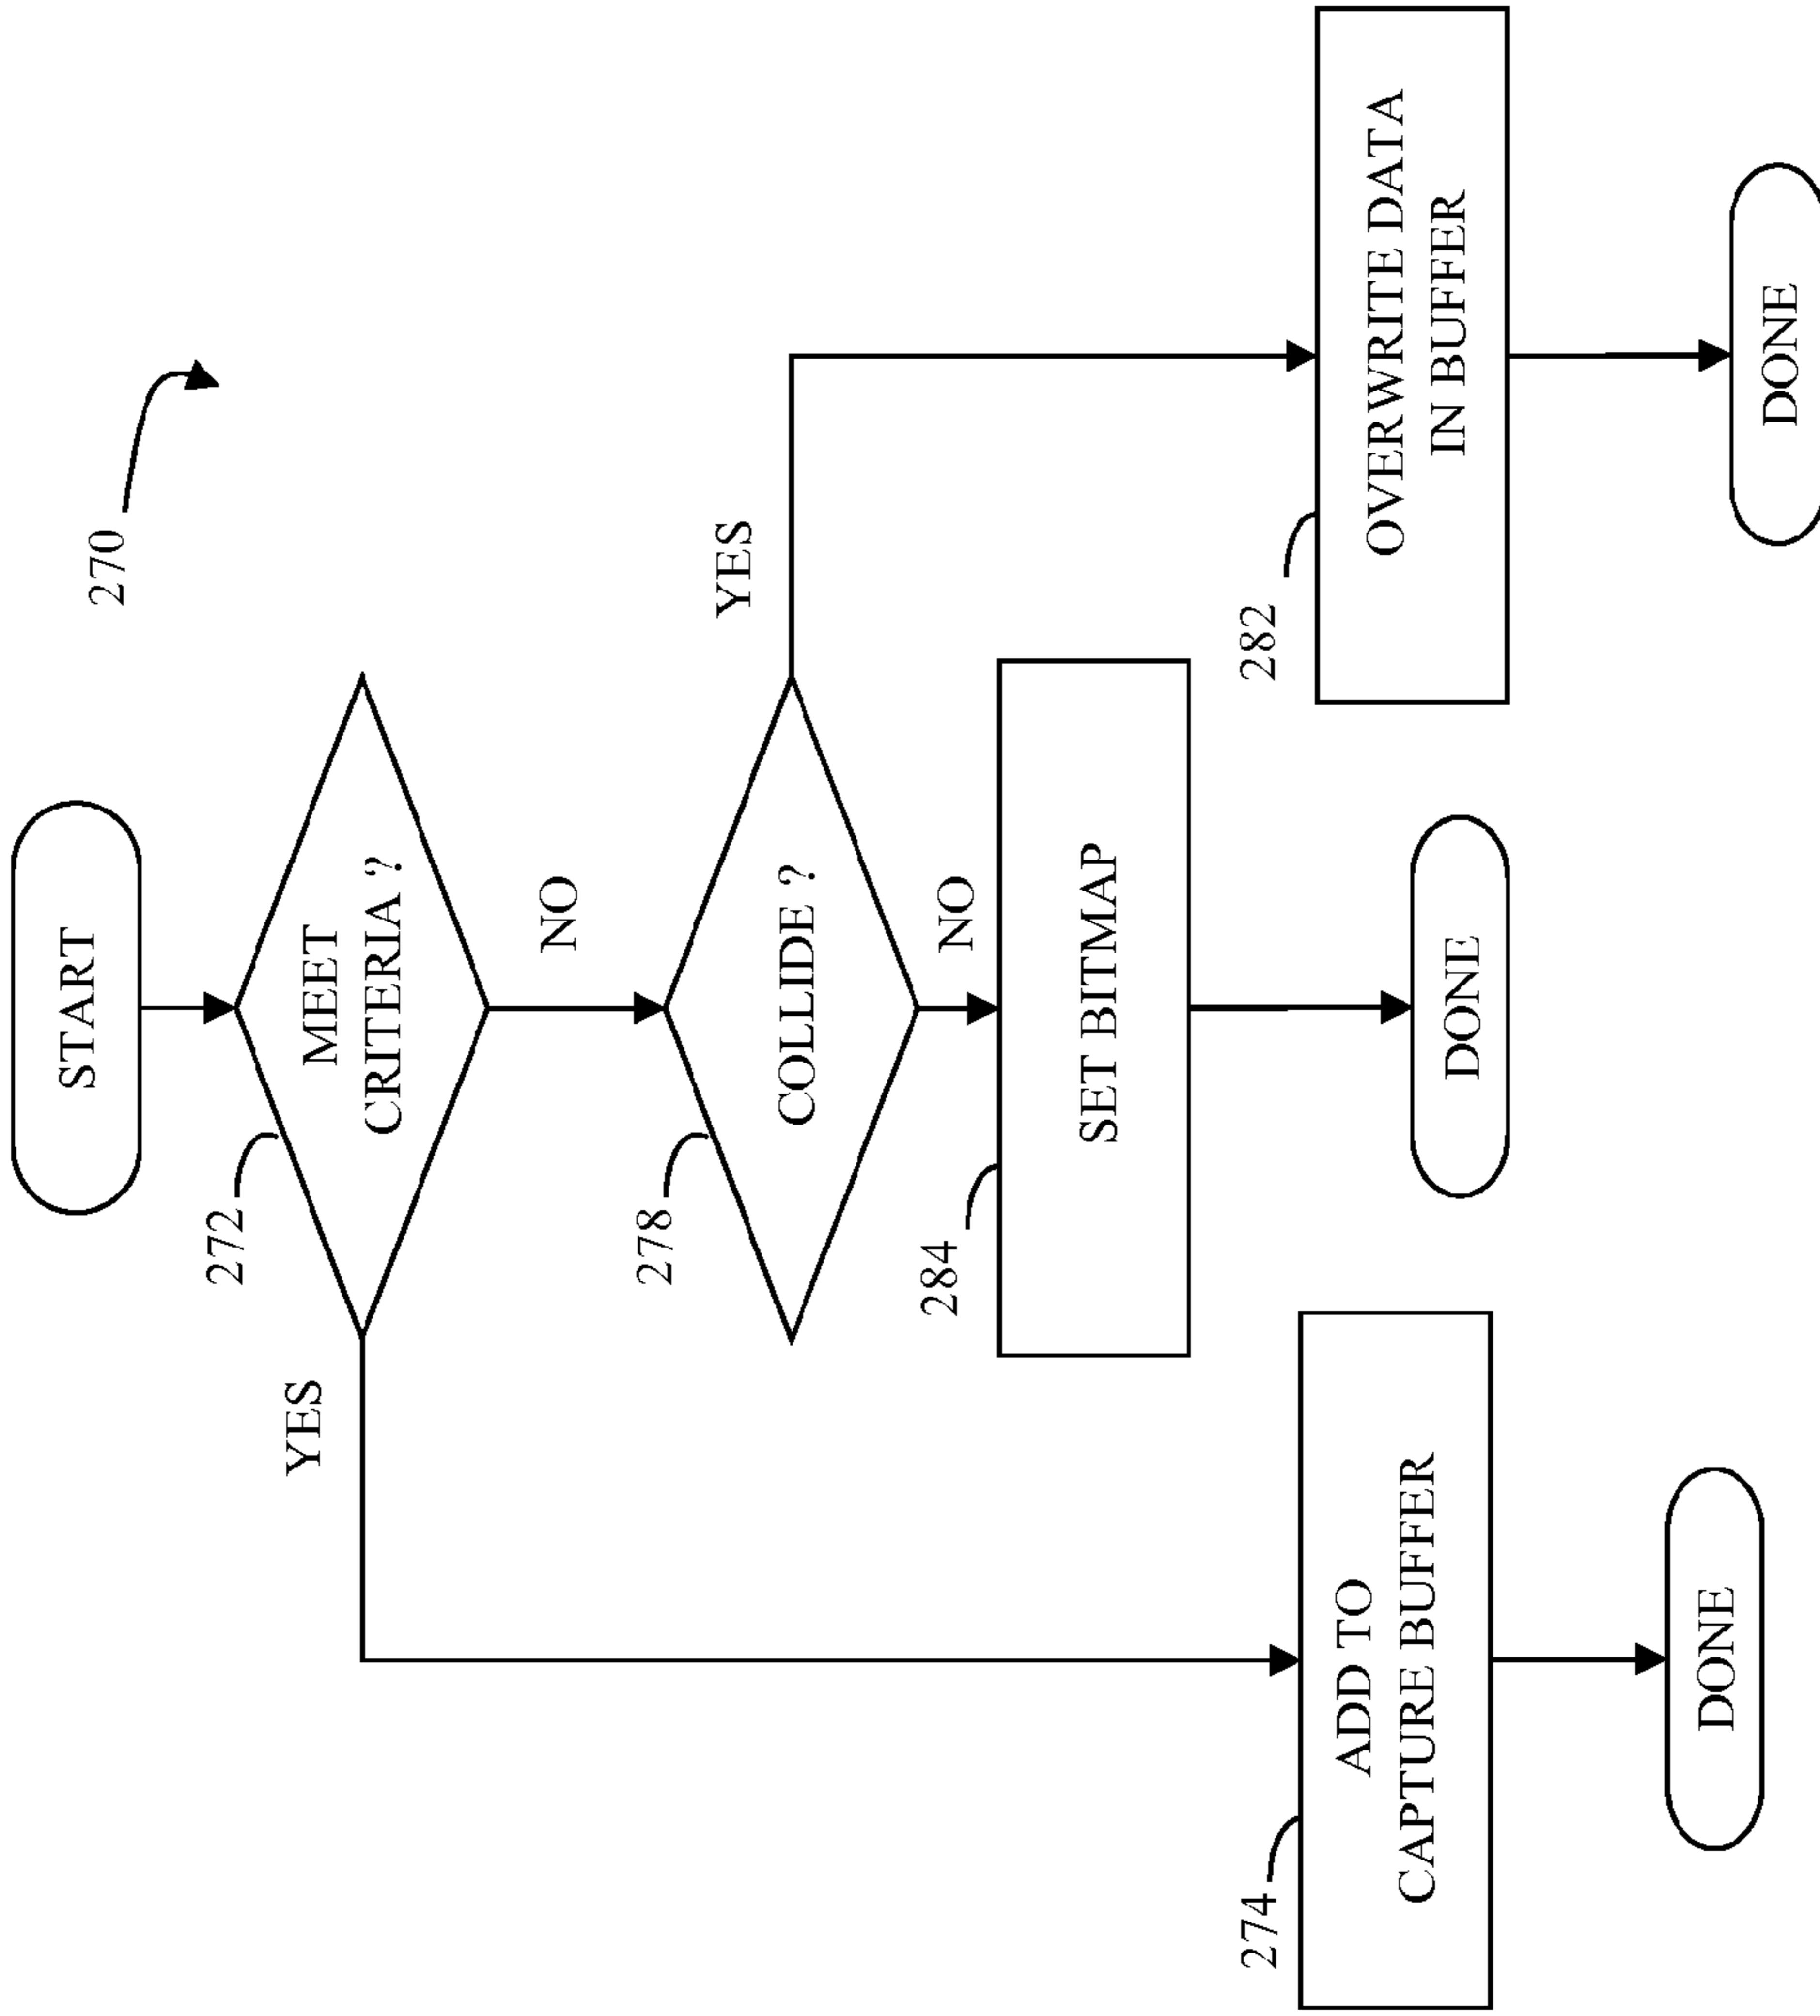 270
START
272
MEET
CRITERIA ?
YES
NO
278
COLLIDE ?
YES
NO
284
SET BITMAP
DONE
274
ADD TO
CAPTURE BUFFER
DONE
282
OVERWRITE DATA
IN BUFFER
DONE